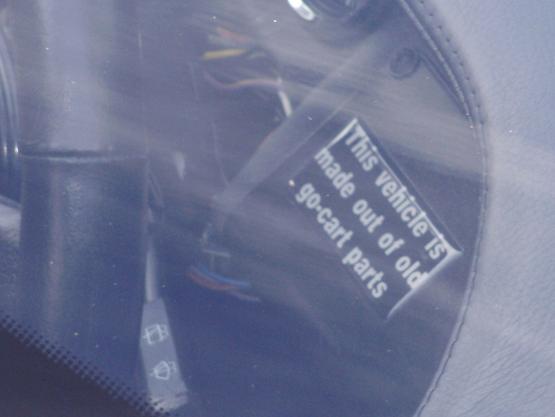 This vehicle is
made out of old
go-cart parts